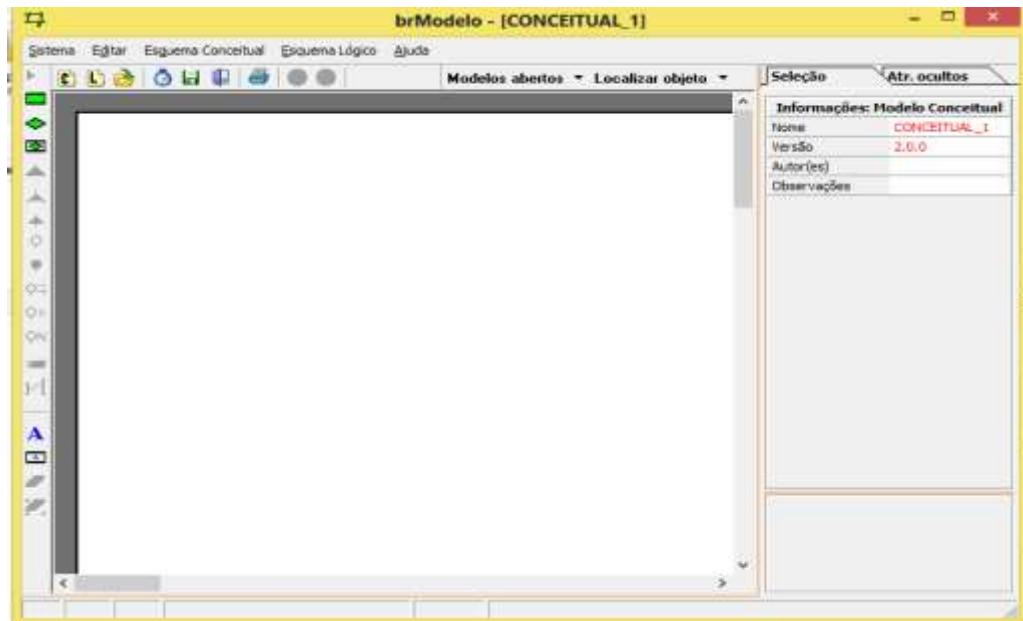 brModelo - [CONCEITUAL_1]
Sistema Editar Esquema Conceitual Esquema Lógico Ajuda
Modelos abertos Localizar objeto
Seleção Atr. ocultos
Informações: Modelo Conceitual
Nome CONCEITUAL_1
Versão 2.0.0
Autor(es)
Observações
A